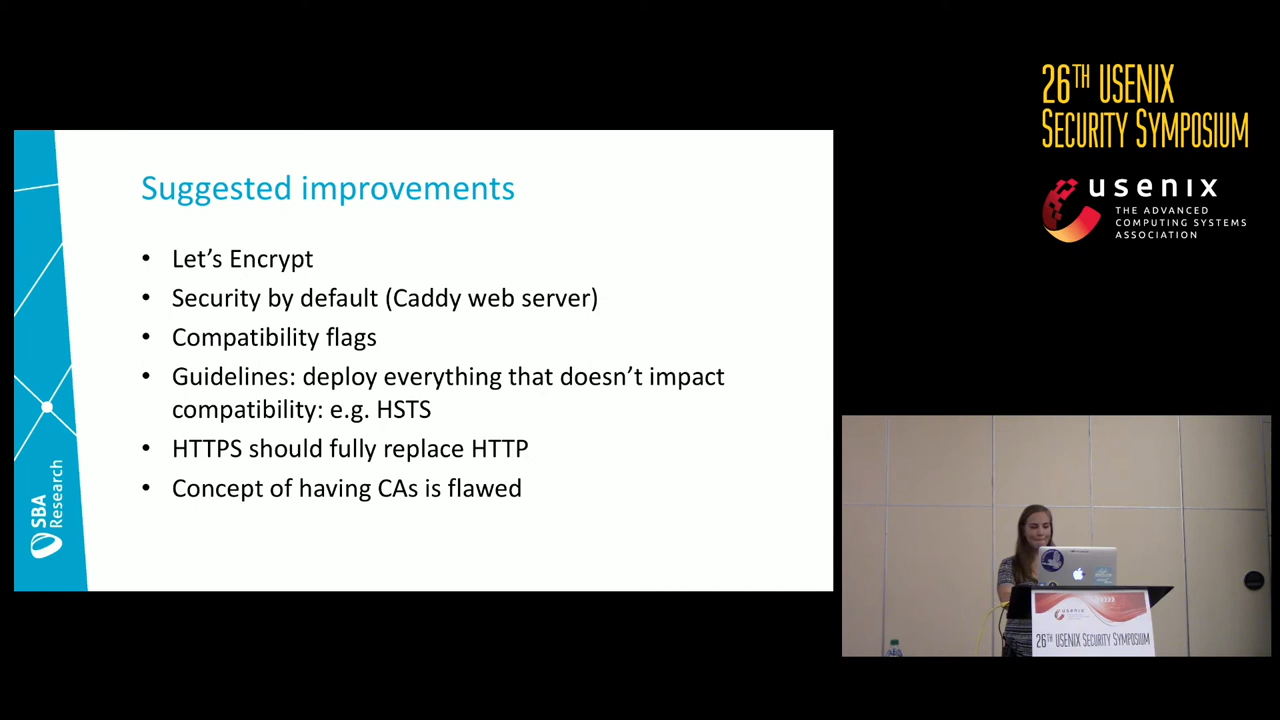 26TH USENIX
SECURITY SYMPOSIUM
usenix
THE ADVANCED
COMPUTING SYSTEMS
ASSOCIATION
Suggested improvements
• Let's Encrypt
• Security by default (Caddy web server)
• Compatibility flags
• Guidelines: deploy everything that doesn't impact
compatibility: e.g. HSTS
• HTTPS should fully replace HTTP
• Concept of having CAs is flawed
SBA
Research
usenix
26TH USENIX SECURITY SYMPOSIUM